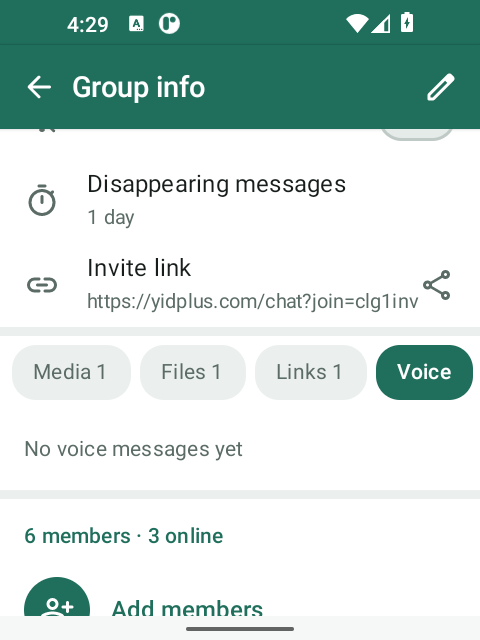 4:29
Group info
Disappearing messages
1 day
Invite link
https://yidplus.com/chat?join=clg1inv
Media 1
Files 1
Links 1
Voice
No voice messages yet
6 members · 3 online
Add members